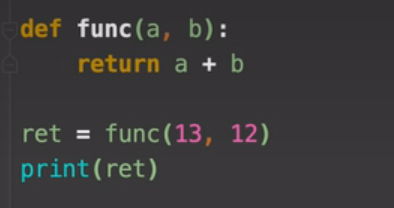 def func(a, b):
    return a + b
ret = func(13, 12)
print(ret)